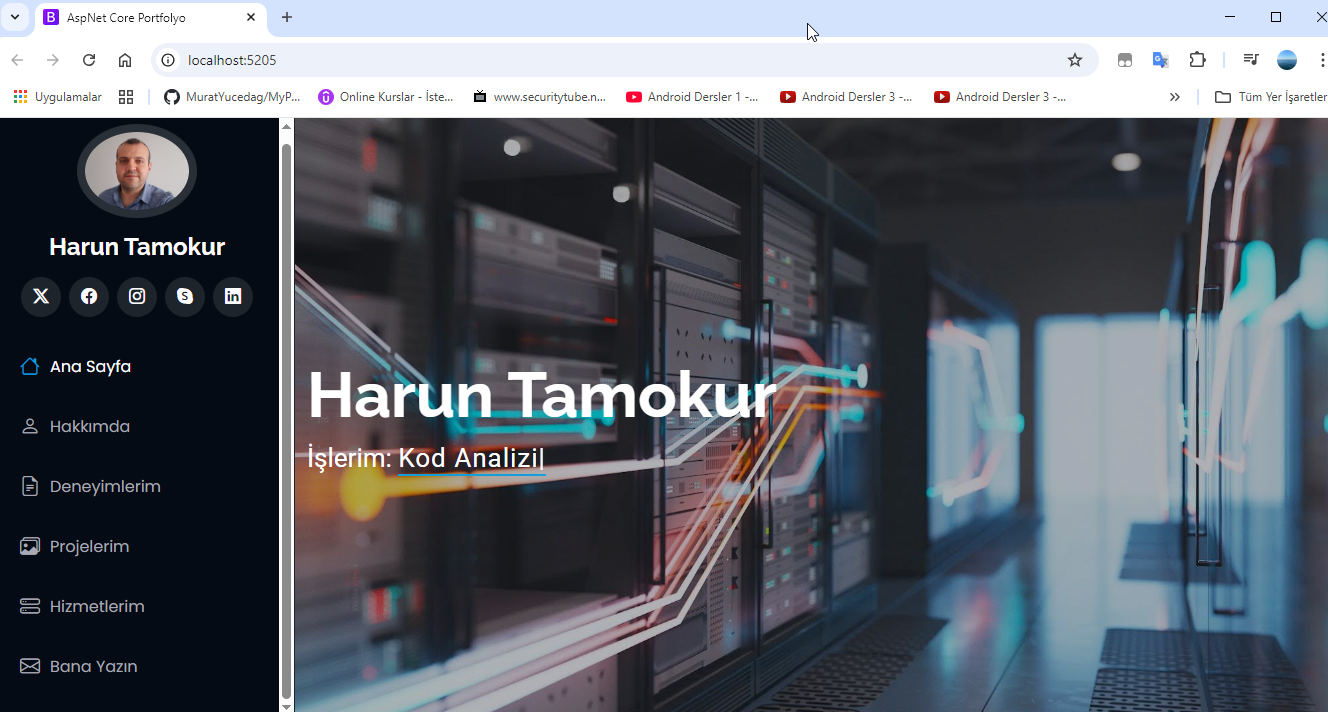 AspNet Core Portfolyo
localhost:5205
Uygulamalar
MuratYucedag/MyP...
Online Kurslar - İste...
www.securitytube.n...
Android Dersler 1 -...
Android Dersler 3 -...
Android Dersler 3 -...
Tüm Yer İşaretler
Harun Tamokur
Ana Sayfa
Hakkımda
Deneyimlerim
Projelerim
Hizmetlerim
Bana Yazın
Harun Tamokur
İşlerim: Kod Analizi|